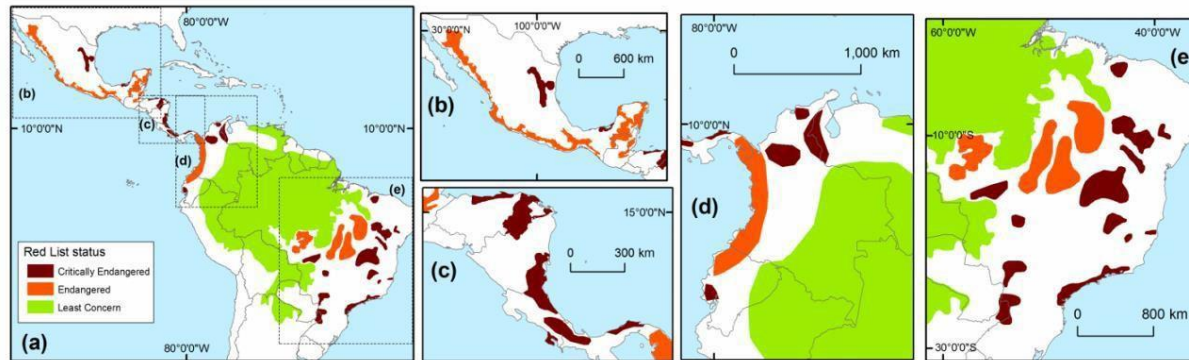 80°0'0"W
(b)
10°0'0"N
10°0'0"N
(c)
(d)
(e)
Red List status
Critically Endangered
Endangered
Least Concern
(a)
80°0'0"W
30°0'0"N
100°0'0"W
0 600 km
(b)
15°0'0"N
0 300 km
(c)
80°0'0"W
0 1,000 km
10°0'0"N
(d)
60°0'0"W
40°0'0"W
(e)
10°0'0"S
0 800 km
30°0'0"S